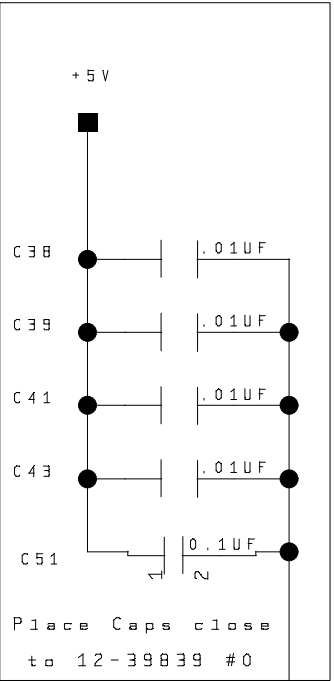 +5V
C38 .01UF
C39 .01UF
C41 .01UF
C43 .01UF
C51 0.1UF
1 2
Place Caps close
to 12-39839 #0